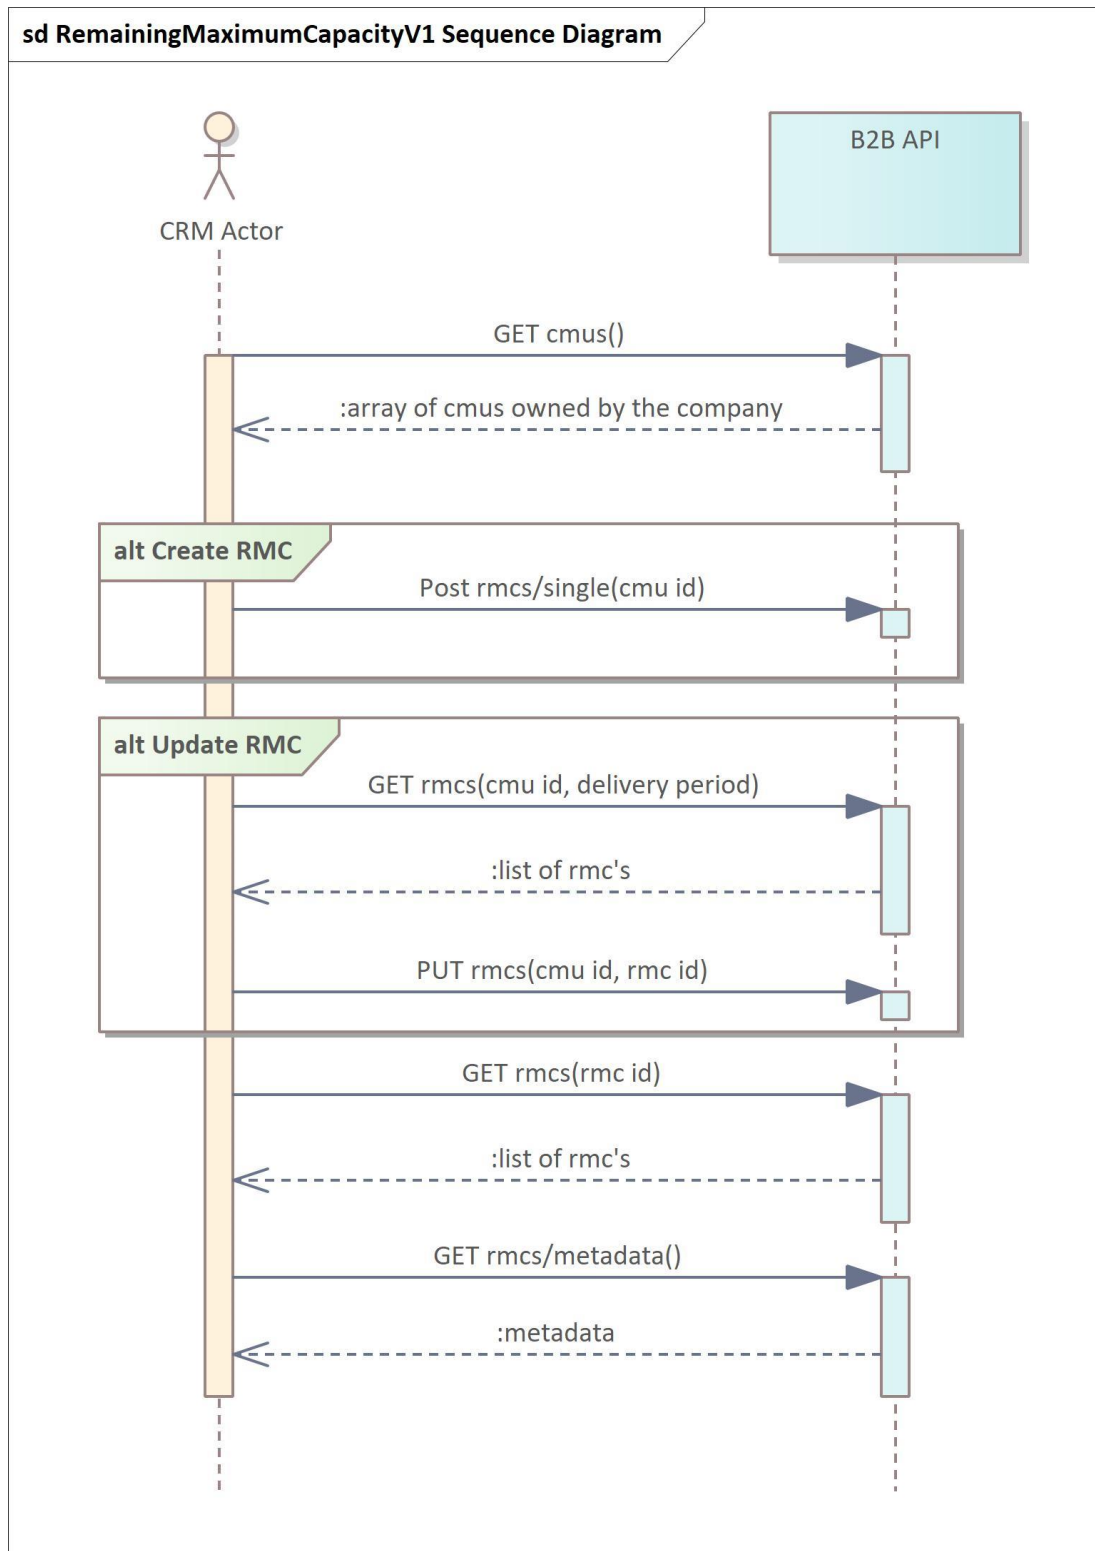 sd RemainingMaximumCapacityV1 Sequence Diagram
B2B API
CRM Actor
GET cmus()
:array of cmus owned by the company
alt Create RMC
Post rmcs/single(cmu id)
alt Update RMC
GET rmcs(cmu id, delivery period)
:list of rmc's
PUT rmcs(cmu id, rmc id)
GET rmcs(rmc id)
:list of rmc's
GET rmcs/metadata()
:metadata